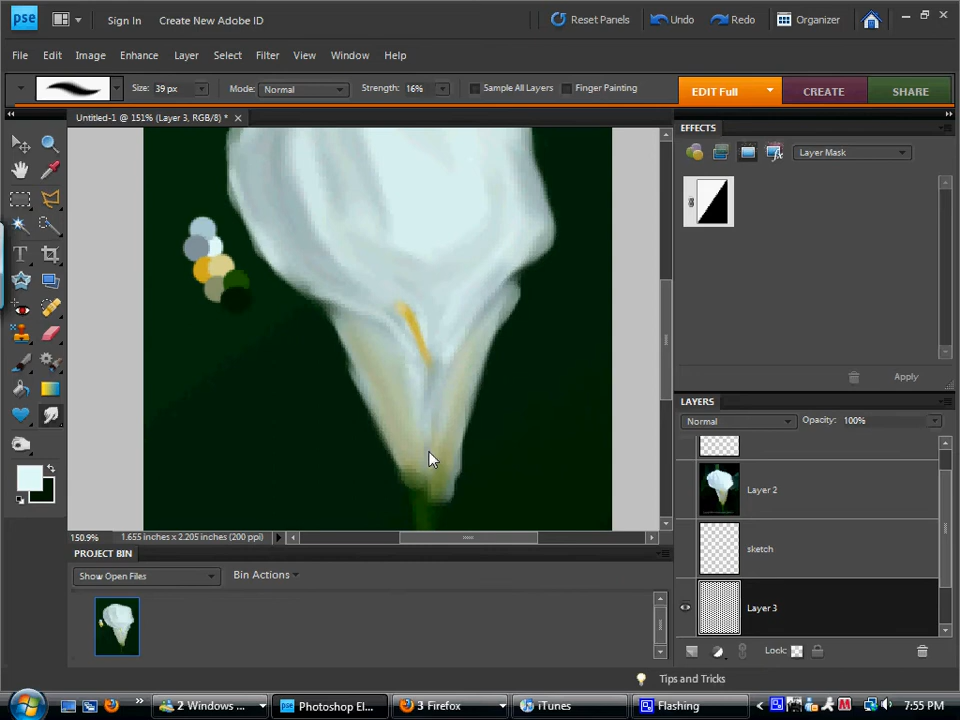 pse Sign In Create New Adobe ID Reset Panels Undo Redo Organizer
File Edit Image Enhance Layer Select Filter View Window Help
Size: 39 px Mode: Normal Strength: 16% Sample All Layers Finger Painting EDIT Full CREATE SHARE
Untitled-1 @ 151% (Layer 3, RGB/8) *
EFFECTS
Layer Mask
Apply
LAYERS
Normal Opacity: 100%
Layer 2
sketch
Layer 3
150.9% 1.655 inches x 2.205 inches (200 ppi)
PROJECT BIN
Show Open Files Bin Actions
Lock:
Tips and Tricks
2 Windows ... Photoshop El... 3 Firefox iTunes Flashing 7:55 PM